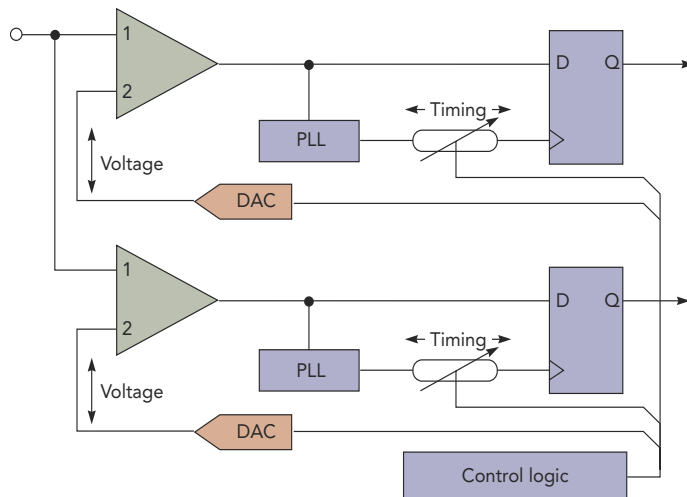 1
2
D
Q
Timing
PLL
Voltage
DAC
1
2
D
Q
Timing
PLL
Voltage
DAC
Control logic